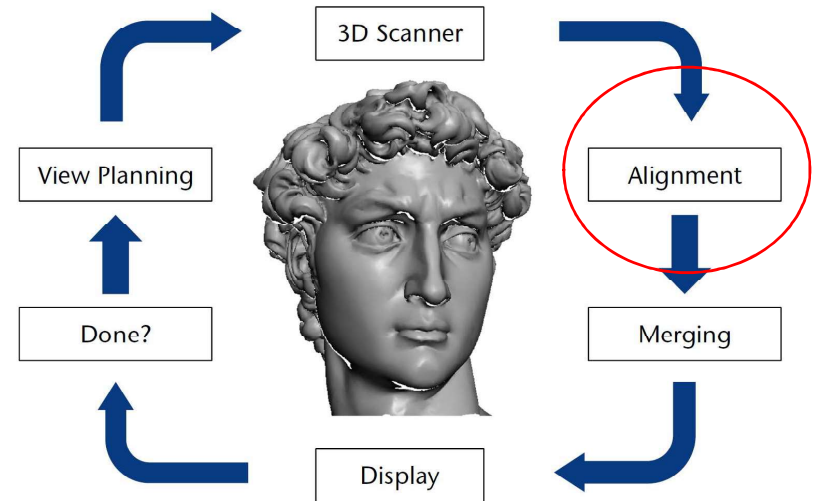 3D Scanner
View Planning
Alignment
Done?
Merging
Display